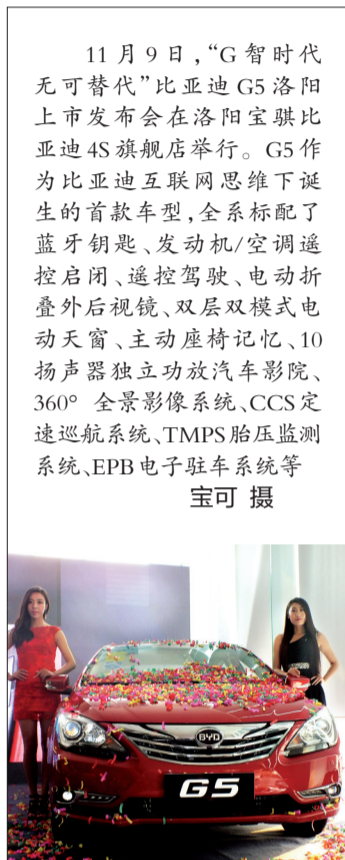 11月9日，“G智时代
无可替代”比亚迪G5洛阳
上市发布会在洛阳宝骐比
亚迪4S旗舰店举行。G5作
为比亚迪互联网思维下诞
生的首款车型，全系标配了
蓝牙钥匙、发动机/空调遥
控启闭、遥控驾驶、电动折
叠外后视镜、双层双模式电
动天窗、主动座椅记忆、10
扬声器独立功放汽车影院、
360° 全景影像系统、CCS定
速巡航系统、TMPS胎压监测
系统、EPB电子驻车系统等
宝可 摄
BYD
G5